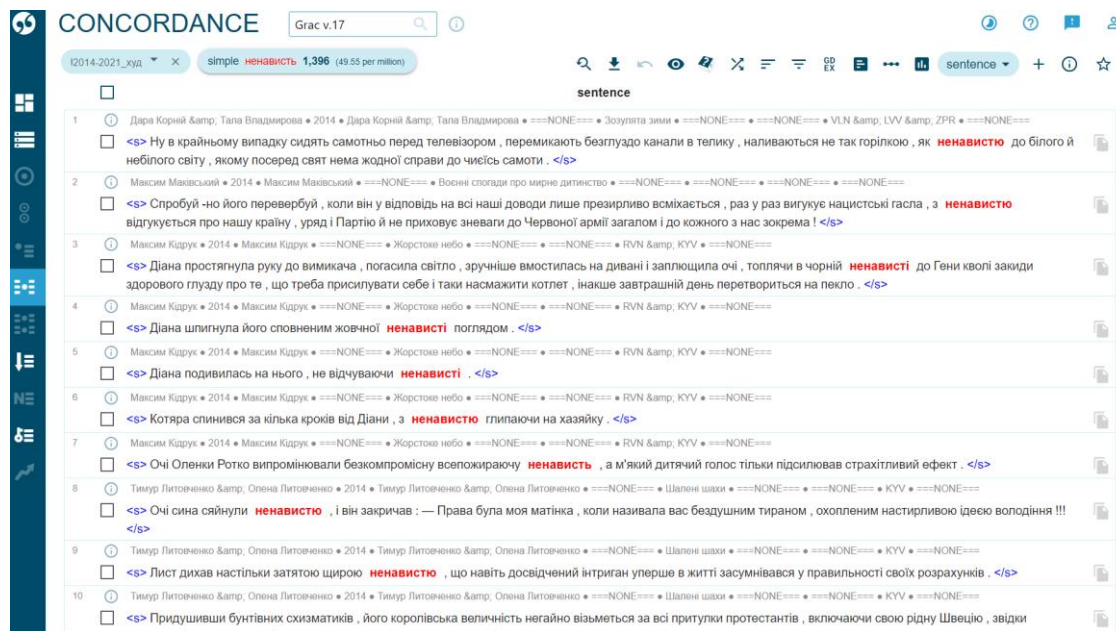 CONCORDANCE
Grac v.17
I2014-2021_худ
simple ненависть 1,396 (49.55 per million)
GD EX
sentence
sentence
1 Дара Корній &amp; Тала Владмирова ● 2014 ● Дара Корній &amp; Тала Владмирова ● ===NONE=== ● Зозулята зими ● ===NONE=== ● ===NONE=== ● VLN &amp; LVV &amp; ZPR ● ===NONE===
<s> Ну в крайньому випадку сидять самотньо перед телевізором , перемикають безглуздо канали в телику , наливаються не так горілкою , як ненавистю до білого й
небілого світу , якому посеред свят нема жодної справи до чиєїсь самоти . </s>
2 Максим Маківський ● 2014 ● Максим Маківський ● ===NONE=== ● Воєнні спогади про мирне дитинство ● ===NONE=== ● ===NONE=== ● ===NONE=== ● ===NONE===
<s> Спробуй -но його перевербуй , коли він у відповідь на всі наші доводи лише презирливо всміхається , раз у раз вигукує нацистські гасла , з ненавистю
відгукується про нашу країну , уряд і Партію й не приховує зневаги до Червоної армії загалом і до кожного з нас зокрема ! </s>
3 Максим Кідрук ● 2014 ● Максим Кідрук ● ===NONE=== ● Жорстоке небо ● ===NONE=== ● ===NONE=== ● RVN &amp; KYV ● ===NONE===
<s> Діана простягнула руку до вимикача , погасила світло , зручніше вмостилась на дивані і заплющила очі , топлячи в чорній ненависті до Гени кволі закиди
здорового глузду про те , що треба присилувати себе і таки насмажити котлет , інакше завтрашній день перетвориться на пекло . </s>
4 Максим Кідрук ● 2014 ● Максим Кідрук ● ===NONE=== ● Жорстоке небо ● ===NONE=== ● ===NONE=== ● RVN &amp; KYV ● ===NONE===
<s> Діана шпигнула його сповненим жовчної ненависті поглядом . </s>
5 Максим Кідрук ● 2014 ● Максим Кідрук ● ===NONE=== ● Жорстоке небо ● ===NONE=== ● ===NONE=== ● RVN &amp; KYV ● ===NONE===
<s> Діана подивилась на нього , не відчуваючи ненависті . </s>
6 Максим Кідрук ● 2014 ● Максим Кідрук ● ===NONE=== ● Жорстоке небо ● ===NONE=== ● ===NONE=== ● RVN &amp; KYV ● ===NONE===
<s> Котяра спинився за кілька кроків від Діани , з ненавистю глипаючи на хазяйку . </s>
7 Максим Кідрук ● 2014 ● Максим Кідрук ● ===NONE=== ● Жорстоке небо ● ===NONE=== ● ===NONE=== ● RVN &amp; KYV ● ===NONE===
<s> Очі Оленки Ротко випромінювали безкомпромісну всепожираючу ненависть , а м'який дитячий голос тільки підсилював страхітливий ефект . </s>
8 Тимур Литовченко &amp; Олена Литовченко ● 2014 ● Тимур Литовченко &amp; Олена Литовченко ● ===NONE=== ● Шалені шахи ● ===NONE=== ● ===NONE=== ● KYV ● ===NONE===
<s> Очі сина сяйнули ненавистю , і він закричав : — Права була моя матінка , коли називала вас бездушним тираном , охопленим настирливою ідеєю володіння !!!
</s>
9 Тимур Литовченко &amp; Олена Литовченко ● 2014 ● Тимур Литовченко &amp; Олена Литовченко ● ===NONE=== ● Шалені шахи ● ===NONE=== ● ===NONE=== ● KYV ● ===NONE===
<s> Лист дихав настільки затятою щирою ненавистю , що навіть досвідчений інтриган уперше в житті засумнівався у правильності своїх розрахунків . </s>
10 Тимур Литовченко &amp; Олена Литовченко ● 2014 ● Тимур Литовченко &amp; Олена Литовченко ● ===NONE=== ● Шалені шахи ● ===NONE=== ● ===NONE=== ● KYV ● ===NONE===
<s> Придушивши бунтівних схизматиків , його королівська величність негайно візьметься за всі притулки протестантів , включаючи свою рідну Швецію , звідки